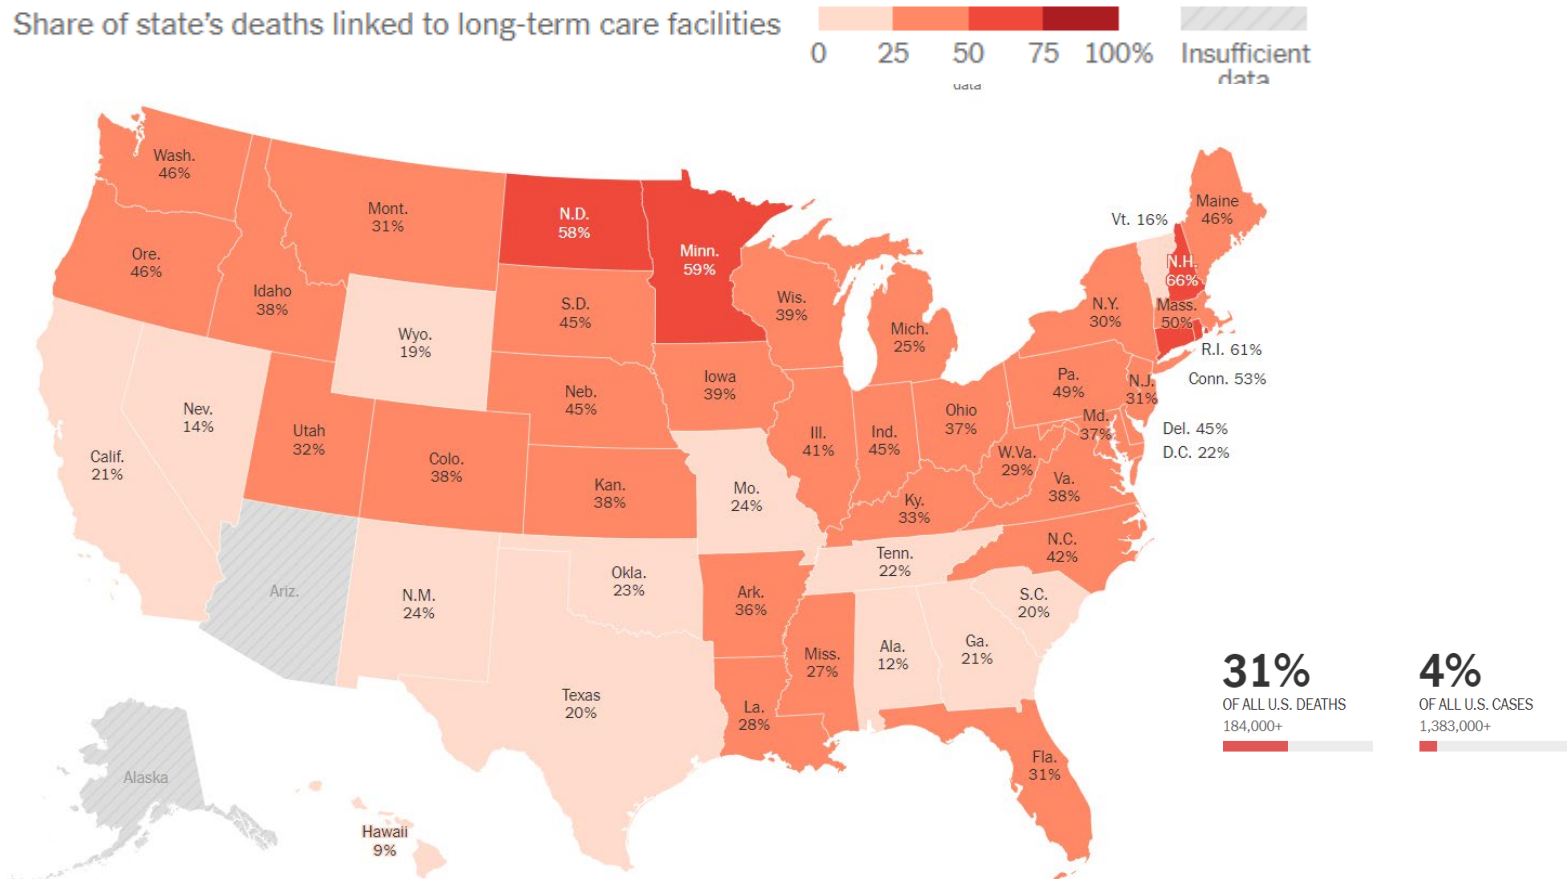 Share of state’s deaths linked to long-term care facilities
0 25 50 75 100%
Insufficient
data
data
Wash.
46%
Mont.
31%
N.D.
58%
Minn.
59%
Vt. 16%
Maine
46%
Ore.
46%
Idaho
38%
Wyo.
19%
S.D.
45%
Wis.
39%
Mich.
25%
N.Y.
30%
N.H.
66%
Mass.
50%
R.I. 61%
Conn. 53%
Nev.
14%
Utah
32%
Colo.
38%
Neb.
45%
Iowa
39%
Ill.
41%
Ind.
45%
Ohio
37%
Pa.
49%
N.J.
31%
Md.
37%
Del. 45%
D.C. 22%
Calif.
21%
Kan.
38%
Mo.
24%
Ky.
33%
W.Va.
29%
Va.
38%
N.C.
42%
Tenn.
22%
Ariz.
N.M.
24%
Okla.
23%
Ark.
36%
S.C.
20%
Miss.
27%
Ala.
12%
Ga.
21%
Texas
20%
La.
28%
Fla.
31%
Alaska
Hawaii
9%
31%
OF ALL U.S. DEATHS
184,000+
4%
OF ALL U.S. CASES
1,383,000+